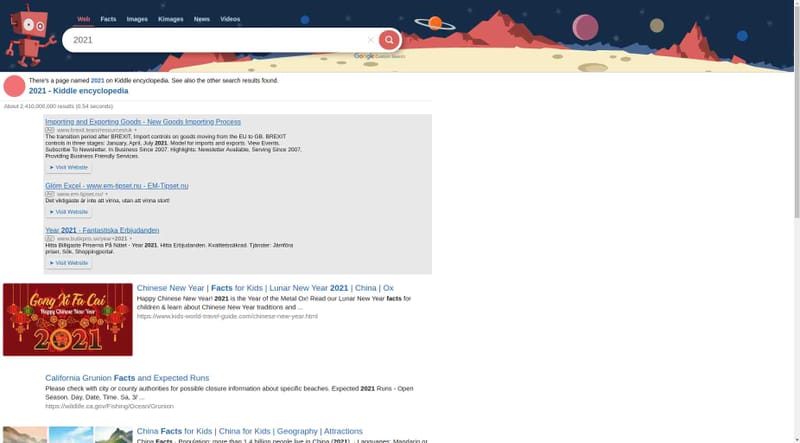 Web Facts Images Kimages News Videos
2021
Google Custom Search
There's a page named 2021 on Kiddle encyclopedia. See also the other search results found.
2021 - Kiddle encyclopedia
About 2,410,000,000 results (0.54 seconds)
Importing and Exporting Goods - New Goods Importing Process
Ad www.brexit.team/resources/uk
The transition period after BREXIT, Import controls on goods moving from the EU to GB. BREXIT
controls in three stages: January, April, July 2021. Model for imports and exports. View Events.
Subscribe To Newsletter. In Business Since 2007. Highlights: Newsletter Available, Serving Since 2007,
Providing Business Friendly Services.
Visit Website
Glöm Excel - www.em-tipset.nu - EM-Tipset.nu
Ad www.em-tipset.nu/
Det viktigaste är inte att vinna, utan att vinna stort!
Visit Website
Year 2021 - Fantastiska Erbjudanden
Ad www.butikpris.se/year+2021
Hitta Billigaste Priserna På Nätet - Year 2021. Hitta Erbjudanden. Kvalitetssäkrad. Tjänster: Jämföra
priser, Sök, Shoppingportal.
Visit Website
Gong Xi Fa Cai
Happy Chinese New Year
2021
Chinese New Year | Facts for Kids | Lunar New Year 2021 | China | Ox
Happy Chinese New Year! 2021 is the Year of the Metal Ox! Read our Lunar New Year facts for
children & learn about Chinese New Year traditions and ...
https://www.kids-world-travel-guide.com/chinese-new-year.html
California Grunion Facts and Expected Runs
Please check with city or county authorities for possible closure information about specific beaches. Expected 2021 Runs - Open
Season. Day, Date, Time. Sa, 3/ ...
https://wildlife.ca.gov/Fishing/Ocean/Grunion
China Facts for Kids | China for Kids | Geography | Attractions
China Facts - Population: more than 1.4 billion people live in China (2021) - Languages: Mandarin or